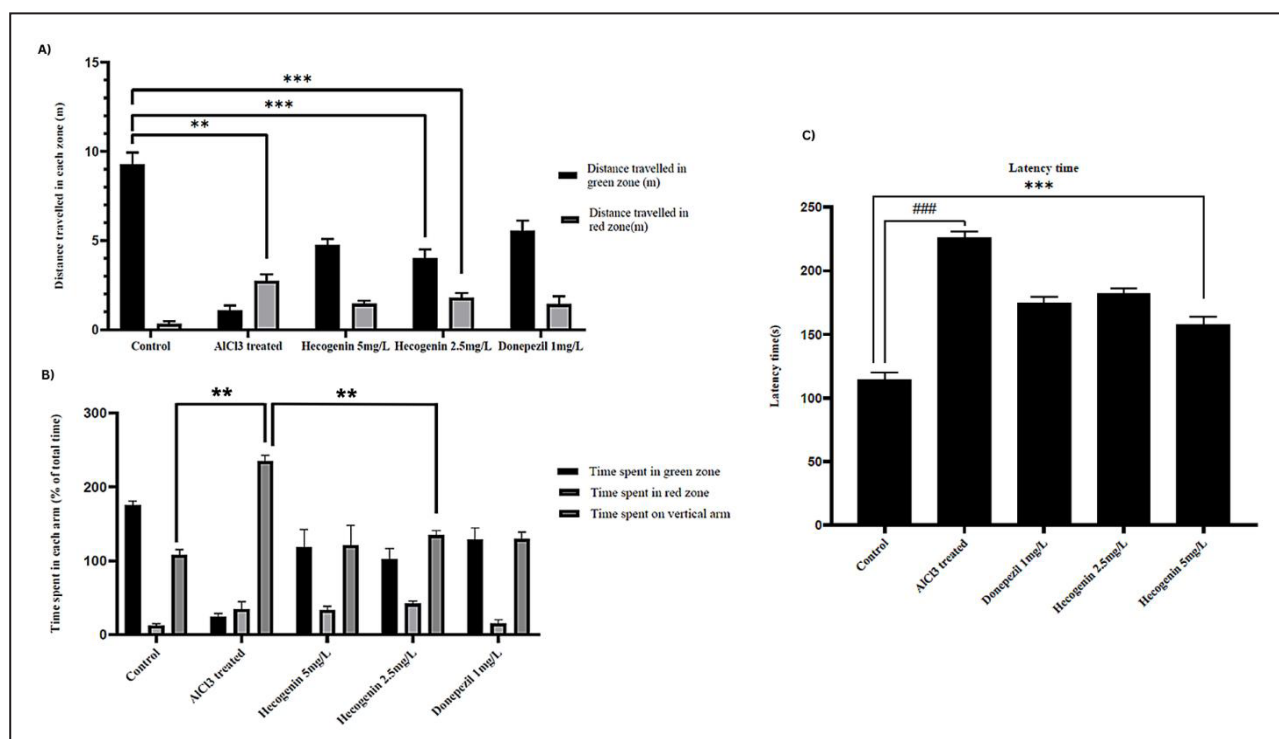 A)
Distance travelled in each zone (m)
15
10
5
0
***
***
**
Distance travelled in
green zone (m)
Distance travelled in
red zone(m)
Control
AlCl3 treated
Hecogenin 5mg/L
Hecogenin 2.5mg/L
Donepezil 1mg/L
B)
Time spent in each arm (% of total time)
300
200
100
0
**
**
Time spent in green zone
Time spent in red zone
Time spent on vertical arm
Control
AlCl3 treated
Hecogenin 5mg/L
Hecogenin 2.5mg/L
Donepezil 1mg/L
C)
Latency time
***
###
Latency time(s)
250
200
150
100
50
0
Control
AlCl3 treated
Donepezil 1mg/L
Hecogenin 2.5mg/L
Hecogenin 5mg/L